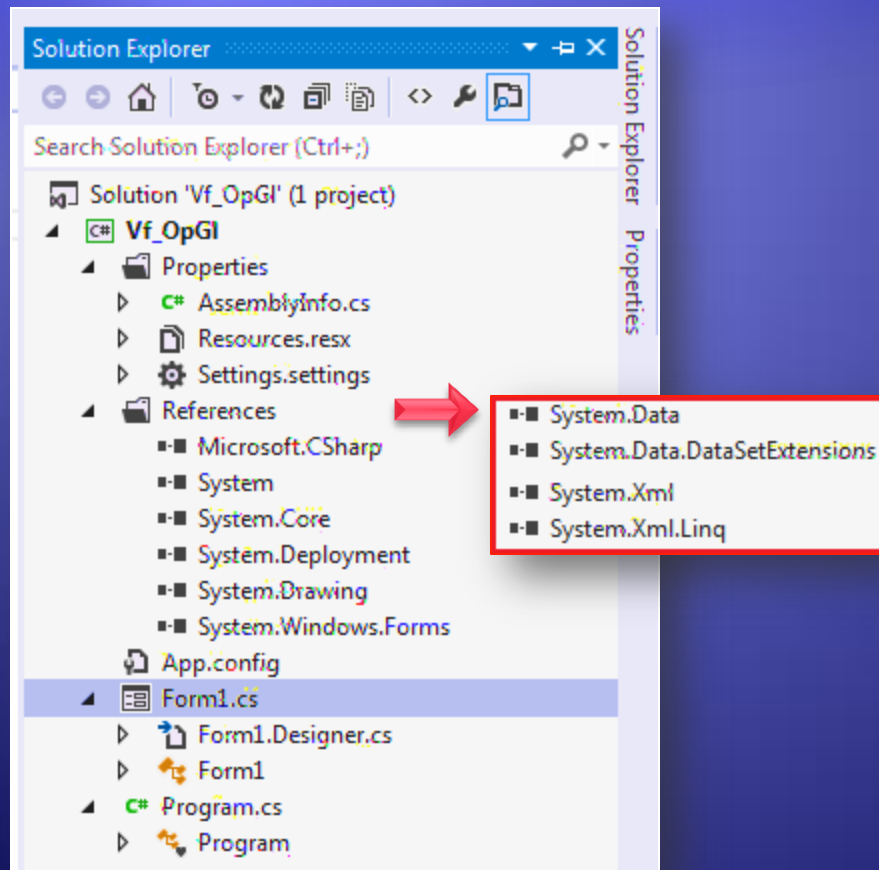 Solution Explorer
Search Solution Explorer (Ctrl+;)
Solution 'Vf_OpGl' (1 project)
C# Vf_OpGl
Properties
C# AssemblyInfo.cs
Resources.resx
Settings.settings
References
Microsoft.CSharp
System
System.Core
System.Deployment
System.Drawing
System.Windows.Forms
App.config
Form1.cs
Form1.Designer.cs
Form1
C# Program.cs
Program
Solution Explorer
Properties
System.Data
System.Data.DataSetExtensions
System.Xml
System.Xml.Linq